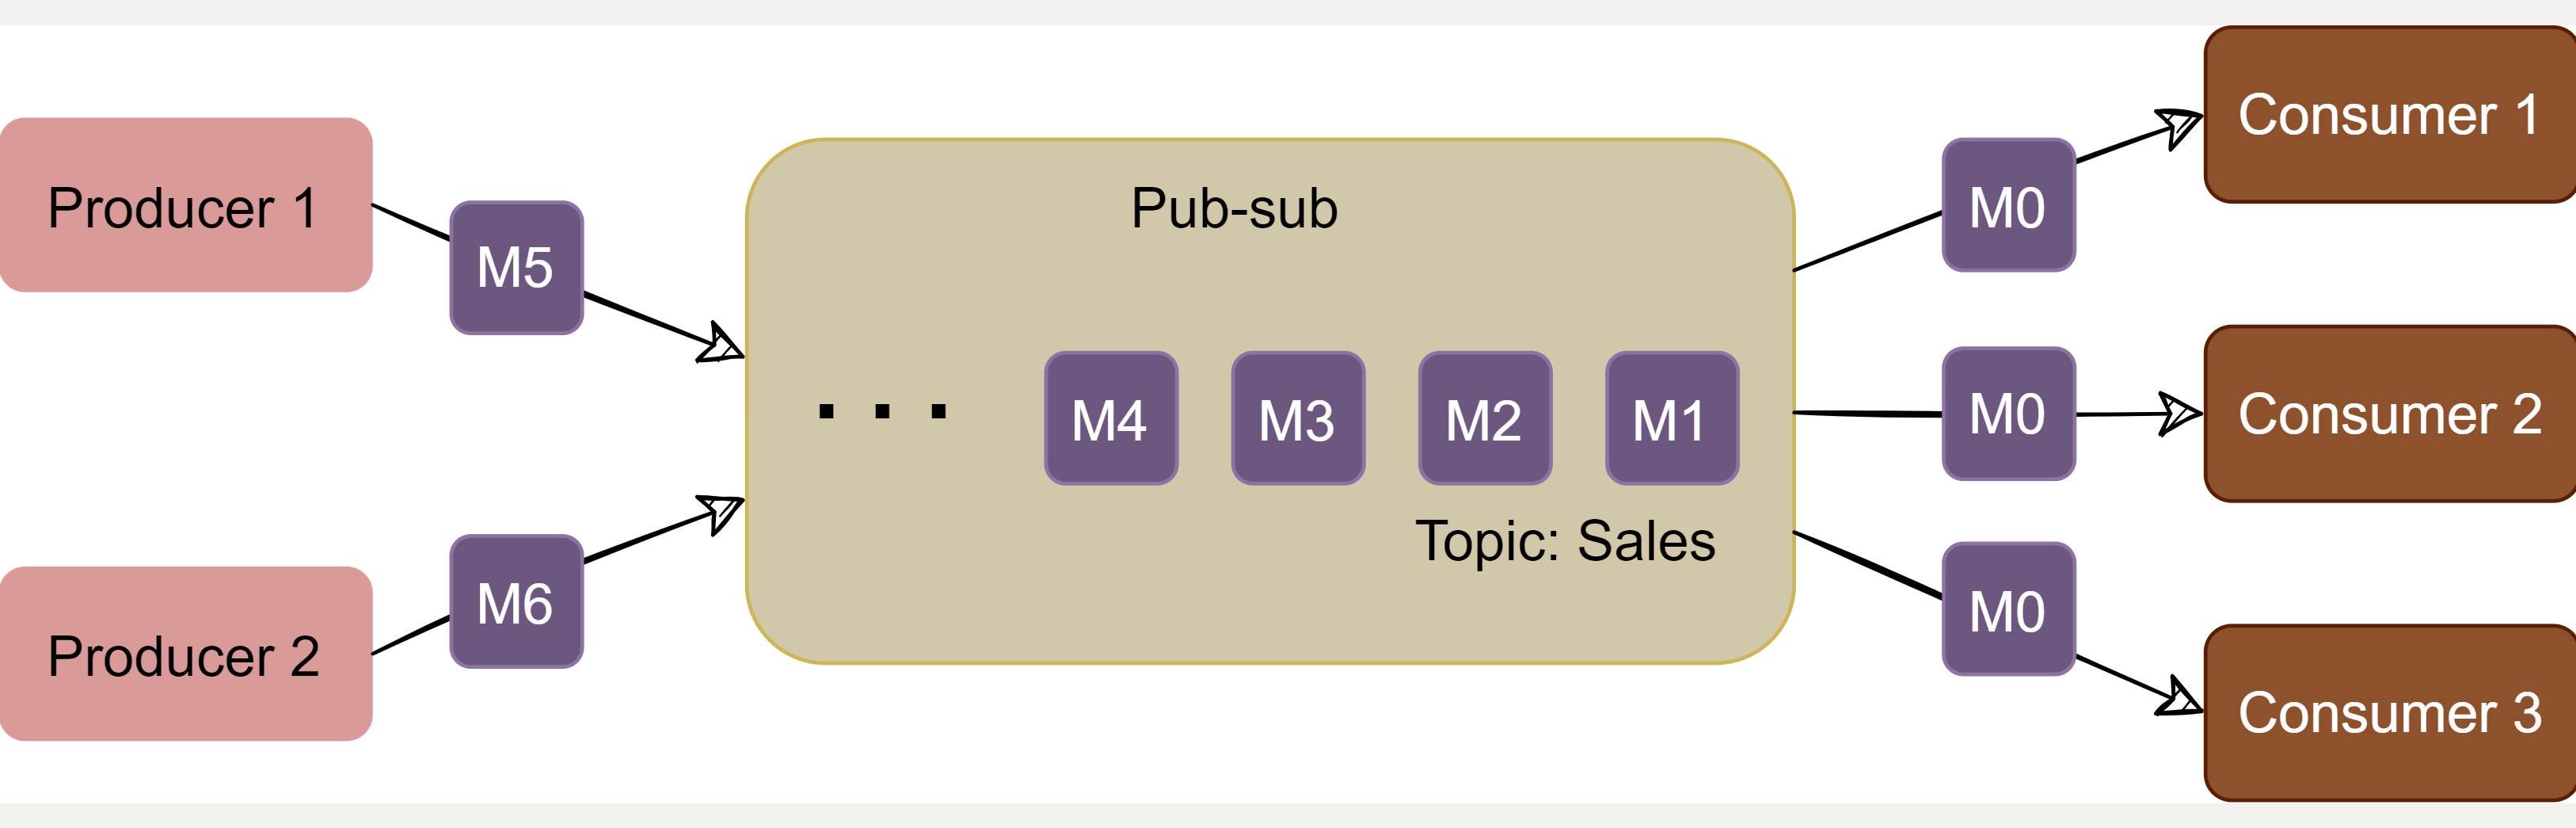 Producer 1
M5
Producer 2
M6
Pub-sub
. . .
M4 M3 M2 M1
Topic: Sales
M0
M0
M0
Consumer 1
Consumer 2
Consumer 3